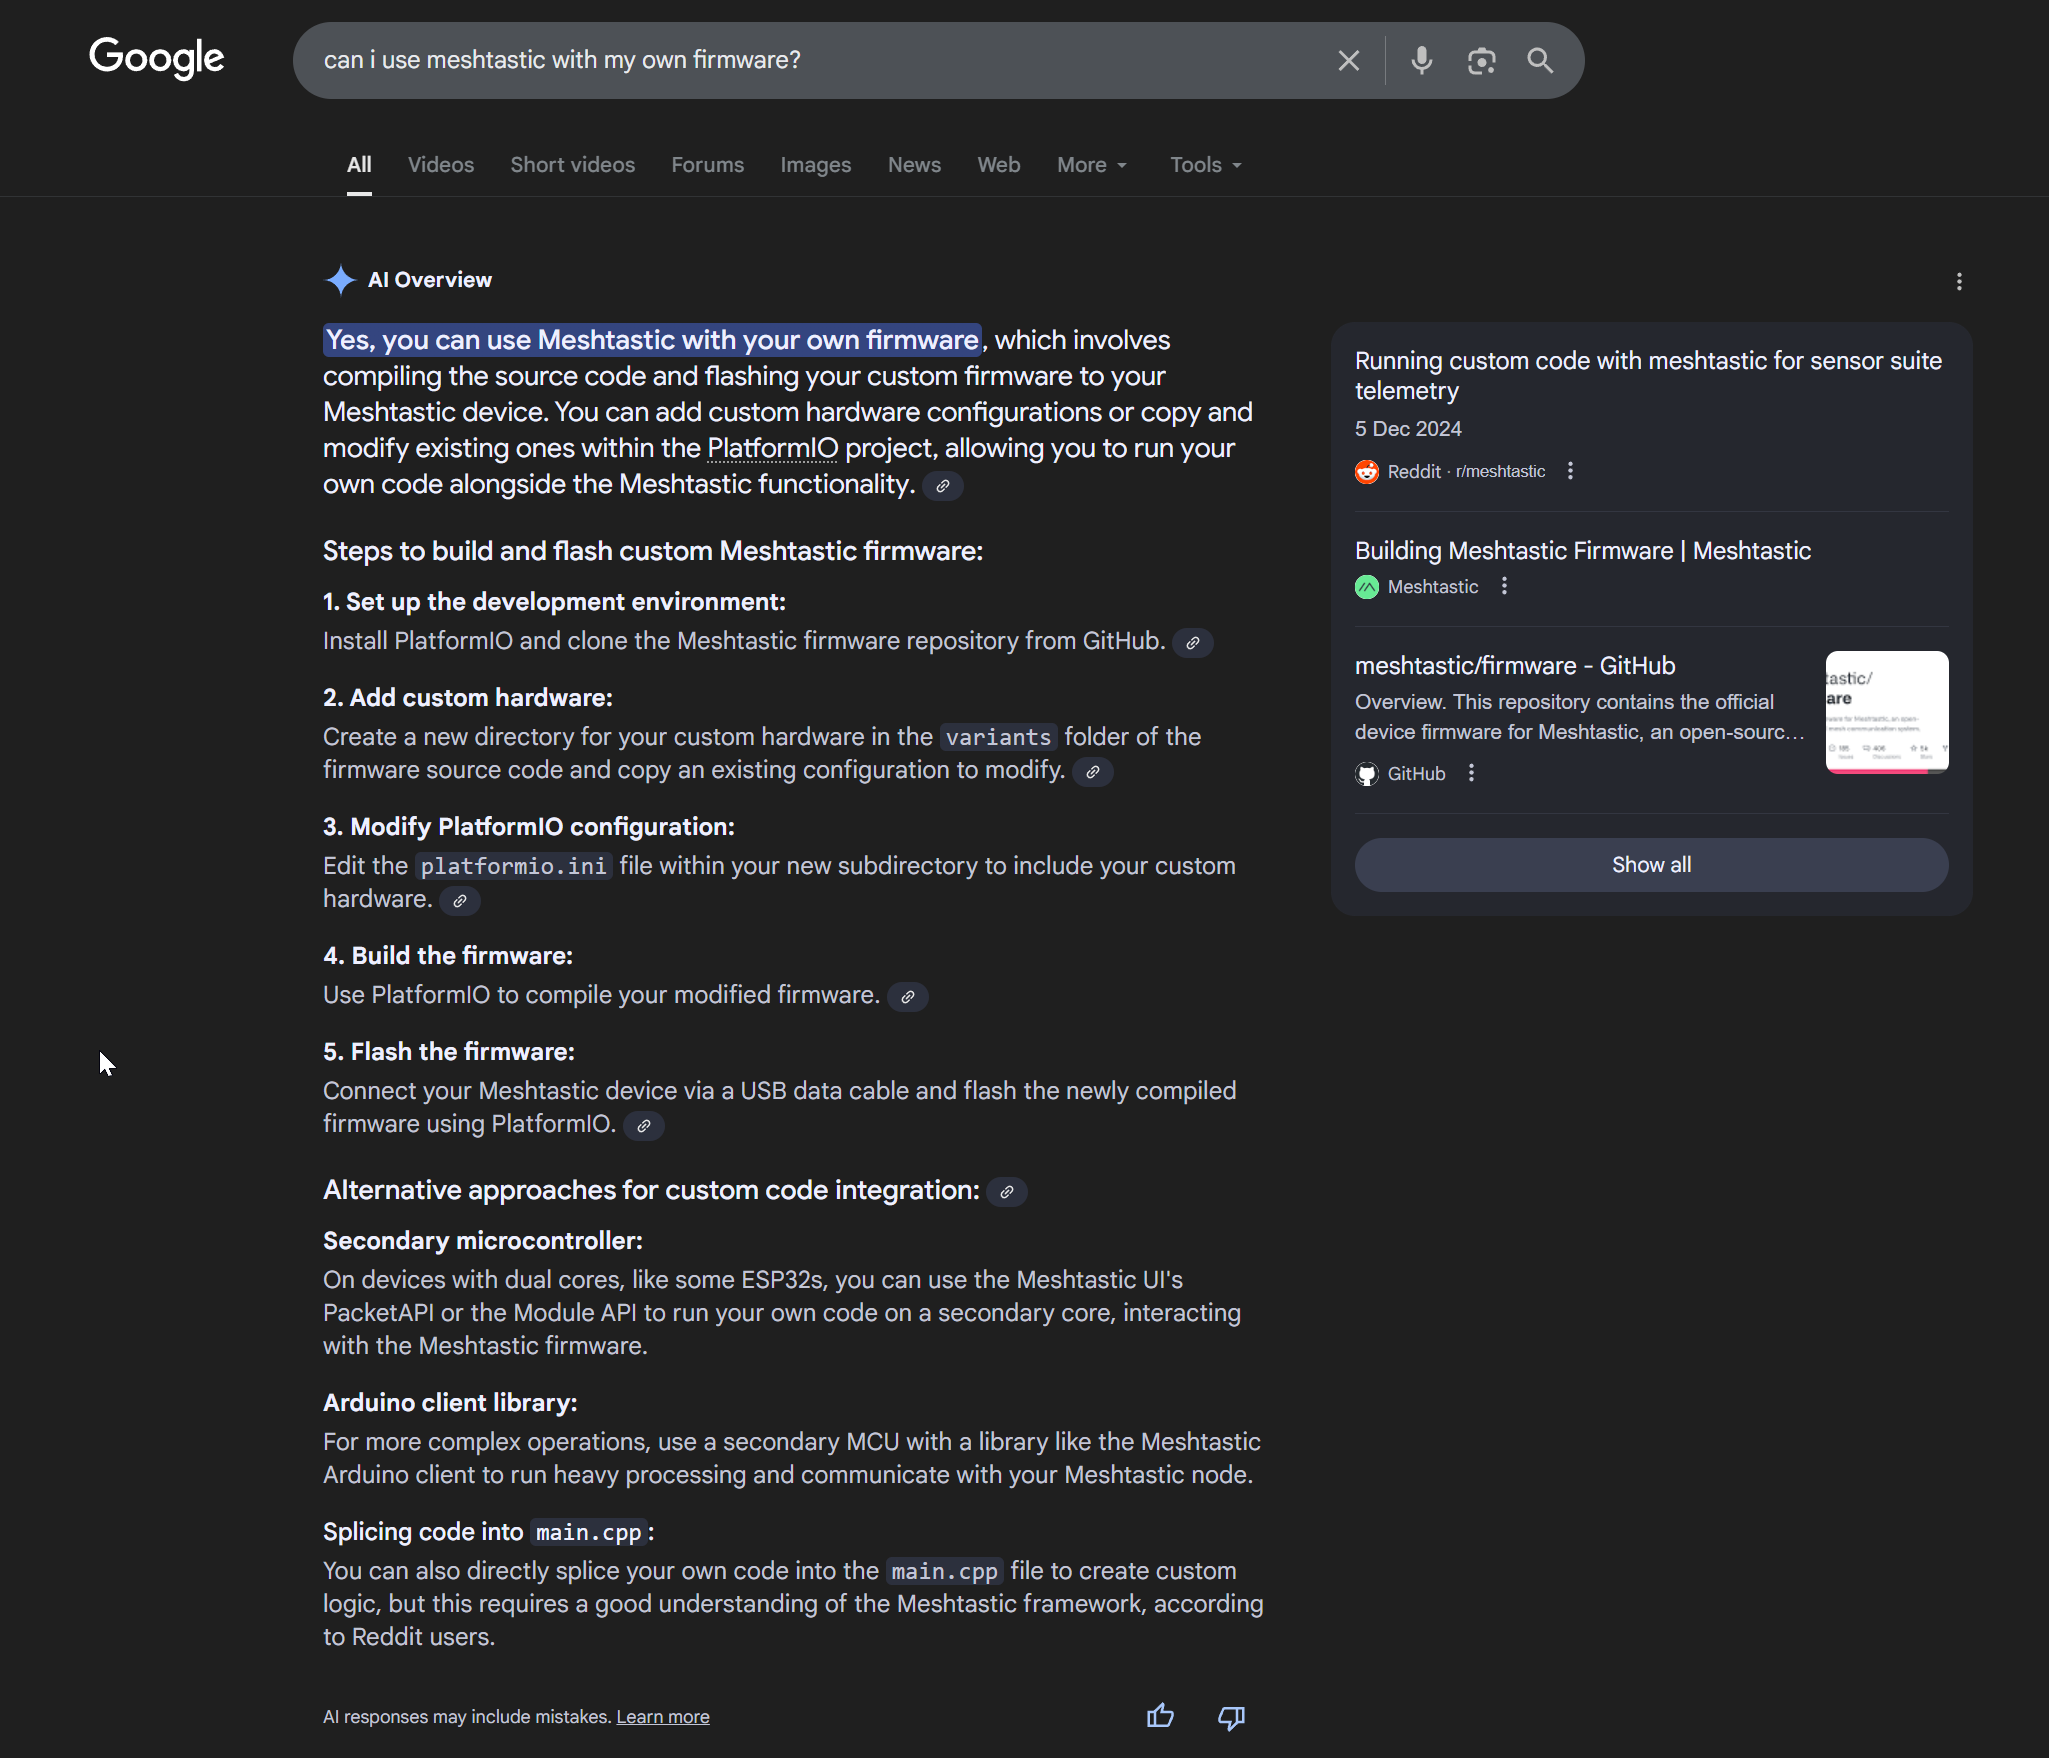 Google
can i use meshtastic with my own firmware?
All Videos Short videos Forums Images News Web More Tools
AI Overview
Yes, you can use Meshtastic with your own firmware, which involves
compiling the source code and flashing your custom firmware to your
Meshtastic device. You can add custom hardware configurations or copy and
modify existing ones within the PlatformIO project, allowing you to run your
own code alongside the Meshtastic functionality.
Steps to build and flash custom Meshtastic firmware:
1. Set up the development environment:
Install PlatformIO and clone the Meshtastic firmware repository from GitHub.
2. Add custom hardware:
Create a new directory for your custom hardware in the variants folder of the
firmware source code and copy an existing configuration to modify.
3. Modify PlatformIO configuration:
Edit the platformio.ini file within your new subdirectory to include your custom
hardware.
4. Build the firmware:
Use PlatformIO to compile your modified firmware.
5. Flash the firmware:
Connect your Meshtastic device via a USB data cable and flash the newly compiled
firmware using PlatformIO.
Alternative approaches for custom code integration:
Secondary microcontroller:
On devices with dual cores, like some ESP32s, you can use the Meshtastic UI's
PacketAPI or the Module API to run your own code on a secondary core, interacting
with the Meshtastic firmware.
Arduino client library:
For more complex operations, use a secondary MCU with a library like the Meshtastic
Arduino client to run heavy processing and communicate with your Meshtastic node.
Splicing code into main.cpp:
You can also directly splice your own code into the main.cpp file to create custom
logic, but this requires a good understanding of the Meshtastic framework, according
to Reddit users.
AI responses may include mistakes. Learn more
Running custom code with meshtastic for sensor suite
telemetry
5 Dec 2024
Reddit · r/meshtastic
Building Meshtastic Firmware | Meshtastic
Meshtastic
meshtastic/firmware - GitHub
Overview. This repository contains the official
device firmware for Meshtastic, an open-sourc...
GitHub
tastic/
are
Show all